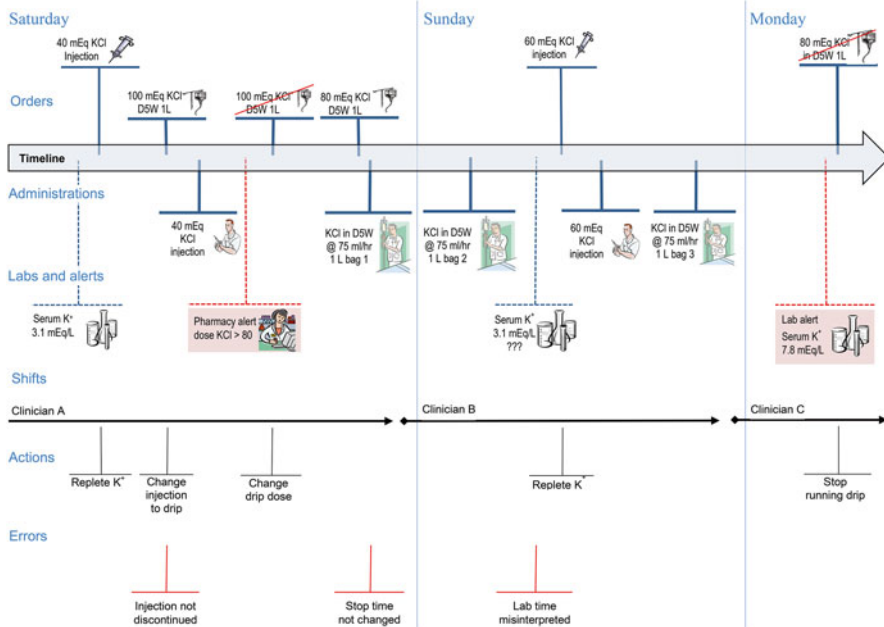 Saturday
Sunday
Monday
40 mEq KCl
Injection
60 mEq KCl
injection
80 mEq KCl
in D5W 1L
Orders
100 mEq KCl
D5W 1L
100 mEq KCl
D5W 1L
80 mEq KCl
D5W 1L
Timeline
Administrations
40 mEq
KCl
injection
KCl in D5W
@ 75 ml/hr
1 L bag 1
KCl in D5W
@ 75 ml/hr
1 L bag 2
60 mEq
KCl
injection
KCl in D5W
@ 75 ml/hr
1 L bag 3
Labs and alerts
Serum K+
3.1 mEq/L
Pharmacy alert
dose KCl > 80
Serum K+
3.1 mEq/L
???
Lab alert
Serum K+
7.8 mEq/L
Shifts
Clinician A
Clinician B
Clinician C
Actions
Replete K+
Change
injection
to drip
Change
drip dose
Replete K+
Stop
running drip
Errors
Injection not
discontinued
Stop time
not changed
Lab time
misinterpreted